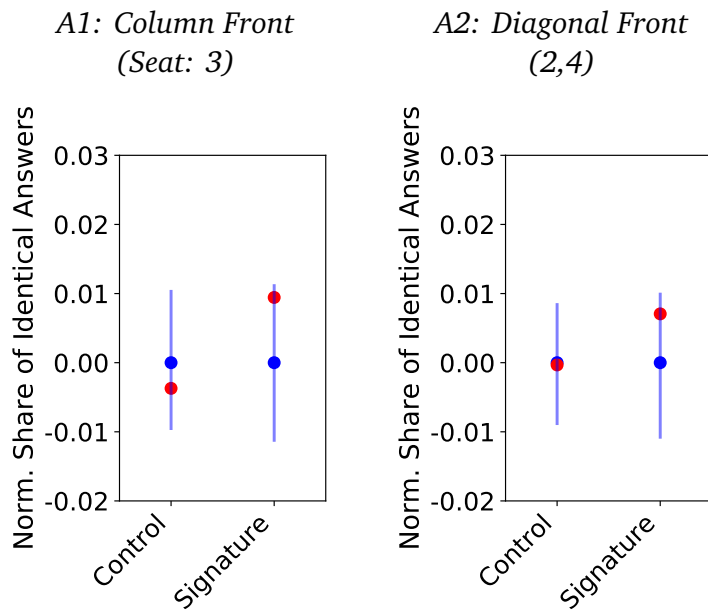 A1: Column Front
(Seat: 3)
Norm. Share of Identical Answers
0.03
0.02
0.01
0.00
-0.01
-0.02
Control
Signature
A2: Diagonal Front
(2,4)
Norm. Share of Identical Answers
0.03
0.02
0.01
0.00
-0.01
-0.02
Control
Signature